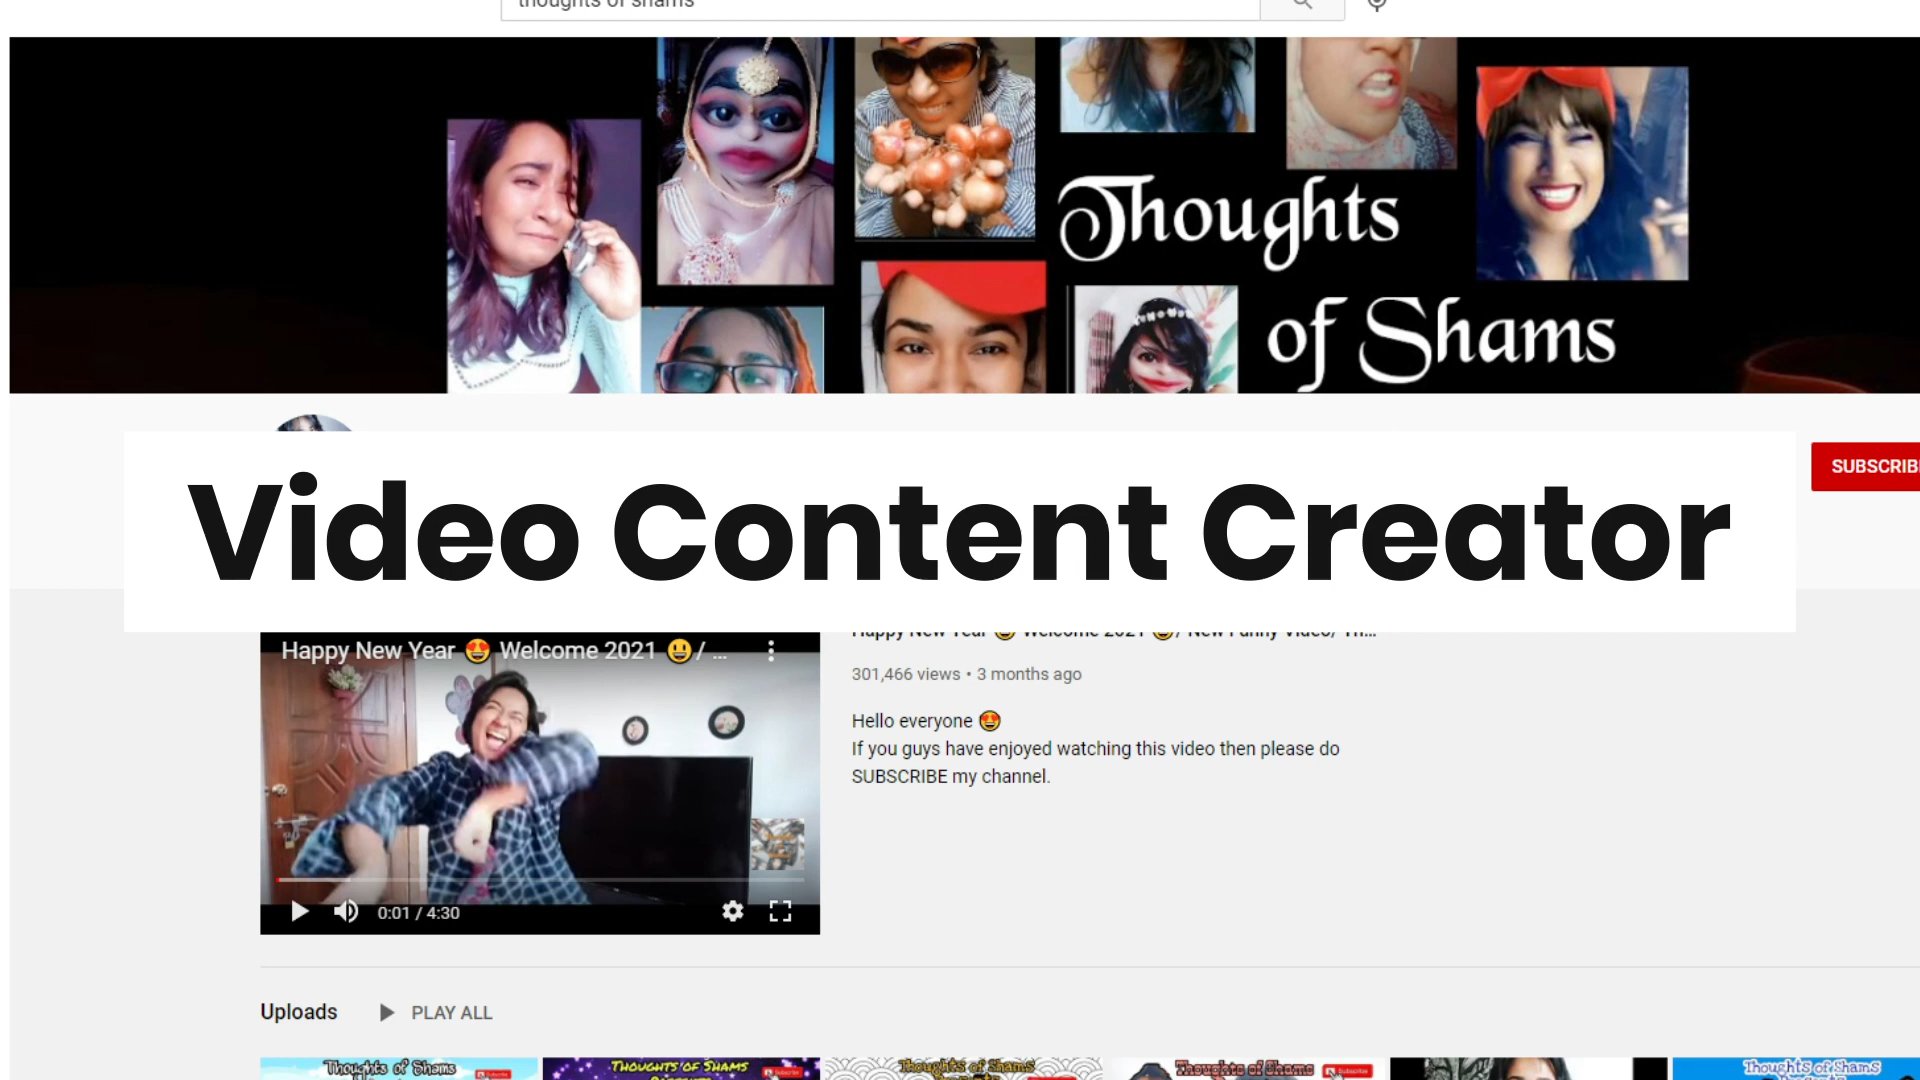 thoughts of shams
Thoughts
of Shams
SUBSCRIBE
Video Content Creator
Happy New Year 😍 Welcome 2021 😃 / ...
Happy New Year 😍 Welcome 2021 😃/ New Funny Video/ Th...
301,466 views • 3 months ago
Hello everyone 😍
If you guys have enjoyed watching this video then please do
SUBSCRIBE my channel.
0:01 / 4:30
Uploads
PLAY ALL
Thoughts of Shams
Subscribe
THOUGHTS OF SHAMS
Subscribe
Thoughts of Shams
Thoughts of Shams
Subscribe
Thoughts of Shams